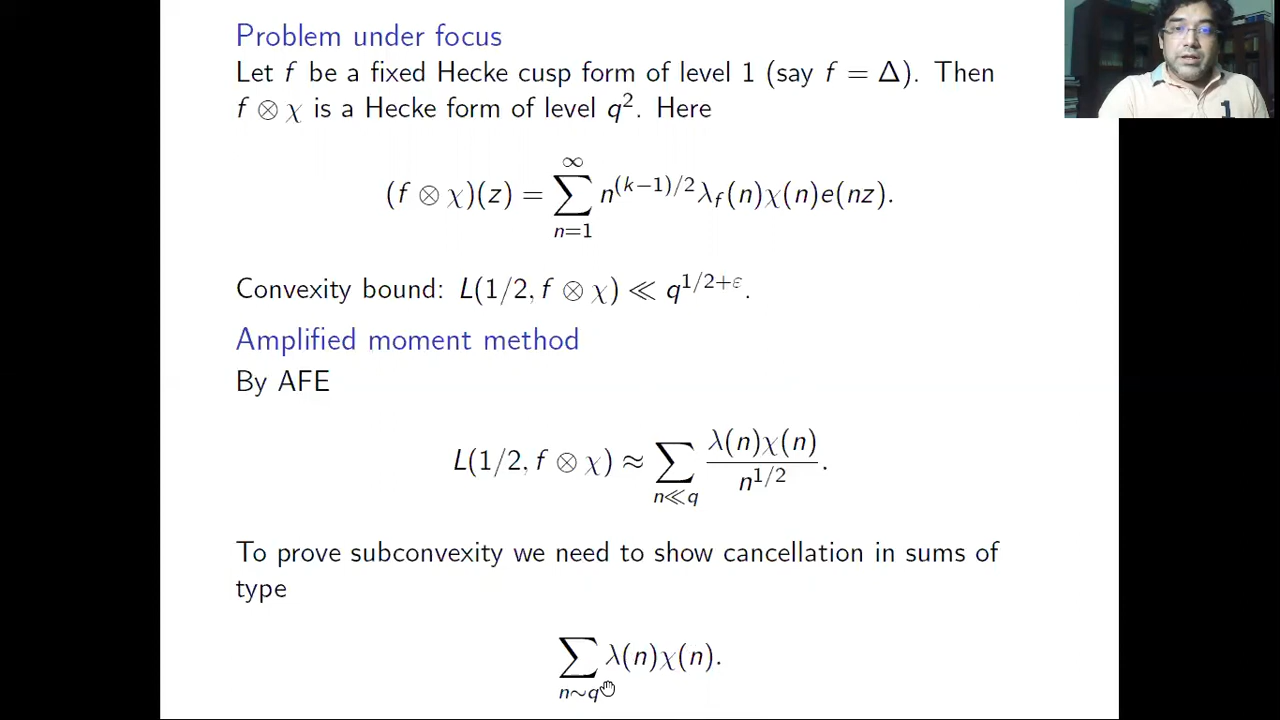 Problem under focus
Let f be a fixed Hecke cusp form of level 1 (say f = Δ). Then
f ⊗ χ is a Hecke form of level q². Here
(f ⊗ χ)(z) = ∑_{n=1}^{∞} n^{(k−1)/2} λ_f(n)χ(n)e(nz).
Convexity bound: L(1/2, f ⊗ χ) ≪ q^{1/2+ε}.
Amplified moment method
By AFE
L(1/2, f ⊗ χ) ≈ ∑_{n≪q} λ(n)χ(n)/ n^{1/2}.
To prove subconvexity we need to show cancellation in sums of
type
∑_{n∼q} λ(n)χ(n).